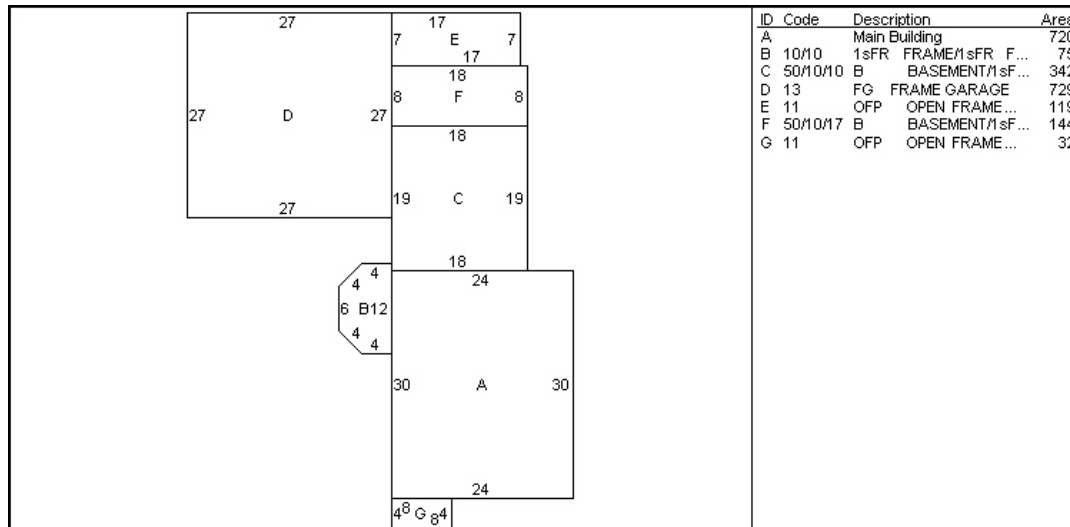 27
17
7 E 7
17
18
8 F 8
18
27 D 27
19 C 19
27
18
24
4
4
6 B12
4
4
30 A 30
24
4 8 G 8 4
ID Code Description Area
A Main Building 720
B 10/10 1sFR FRAME/1sFR F... 75
C 50/10/10 B BASEMENT/1sF... 342
D 13 FG FRAME GARAGE 729
E 11 OFP OPEN FRAME... 119
F 50/10/17 B BASEMENT/1sF... 144
G 11 OFP OPEN FRAME... 32